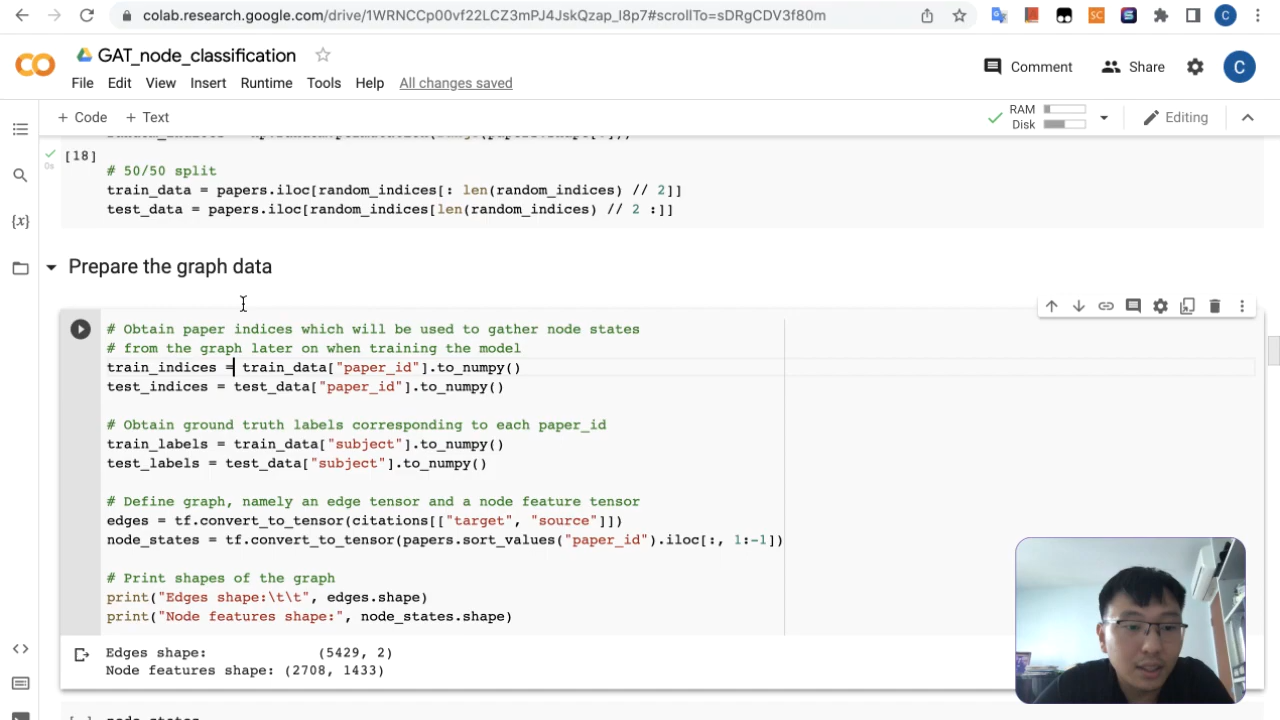 colab.research.google.com/drive/1WRNCCp00vf22LCZ3mPJ4JskQzap_I8p7#scrollTo=sDRgCDV3f80m
SC
S
C
CO
GAT_node_classification
File Edit View Insert Runtime Tools Help All changes saved
Comment
Share
C
+ Code + Text
RAM
Disk
Editing
[18]
0s
# 50/50 split
train_data = papers.iloc[random_indices[: len(random_indices) // 2]]
test_data = papers.iloc[random_indices[len(random_indices) // 2 :]]
{x}
Prepare the graph data
# Obtain paper indices which will be used to gather node states
# from the graph later on when training the model
train_indices = train_data["paper_id"].to_numpy()
test_indices = test_data["paper_id"].to_numpy()
# Obtain ground truth labels corresponding to each paper_id
train_labels = train_data["subject"].to_numpy()
test_labels = test_data["subject"].to_numpy()
# Define graph, namely an edge tensor and a node feature tensor
edges = tf.convert_to_tensor(citations[["target", "source"]])
node_states = tf.convert_to_tensor(papers.sort_values("paper_id").iloc[:, 1:-1])
# Print shapes of the graph
print("Edges shape:\t\t", edges.shape)
print("Node features shape:", node_states.shape)
Edges shape: (5429, 2)
Node features shape: (2708, 1433)